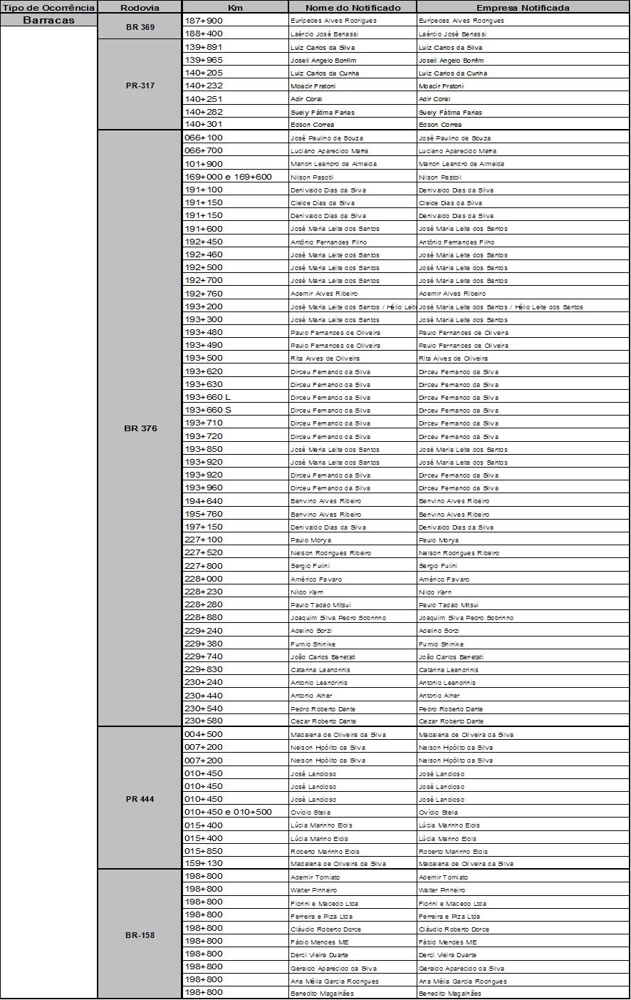 Tipo de Ocorrência Rodovia Km Nome do Notificado Empresa Notificada
Barracas BR 369 187+900 Eurípedes Alves Rodrigues Eurípedes Alves Rodrigues
188+400 Laércio José Benassi Laércio José Benassi
PR-317 139+891 Luiz Carlos da Silva Luiz Carlos da Silva
139+965 Joseli Angelo Bonfim Joseli Angelo Bonfim
140+205 Luiz Carlos da Cunha Luiz Carlos da Cunha
140+232 Moacir Fratoni Moacir Fratoni
140+251 Adir Coral Adir Coral
140+282 Suely Fátima Farias Suely Fátima Farias
140+301 Edson Correa Edson Correa
BR 376 066+100 José Paulino de Souza José Paulino de Souza
066+700 Luciano Aparecido Mafra Luciano Aparecido Mafra
101+900 Marlon Leandro de Almeida Marlon Leandro de Almeida
169+000 e 169+600 Nilson Pasotli Nilson Pastoli
191+100 Denivaldo Dias da Silva Denivaldo Dias da Silva
191+150 Cleide Dias da Silva Cleide Dias da Silva
191+150 Denivaldo Dias da Silva Denivaldo Dias da Silva
191+600 José Maria Leite dos Santos José Maria Leite dos Santos
192+450 Antônio Fernandes Filho Antônio Fernandes Filho
192+460 José Maria Leite dos Santos José Maria Leite dos Santos
192+500 José Maria Leite dos Santos José Maria Leite dos Santos
192+700 José Maria Leite dos Santos José Maria Leite dos Santos
192+760 Ademir Alves Ribeiro Ademir Alves Ribeiro
193+200 José Maria Leite dos Santos / Hélio Leite José Maria Leite dos Santos / Hélio Leite dos Santos
193+300 José Maria Leite dos Santos José Maria Leite dos Santos
193+480 Paulo Fernandes de Oliveira Paulo Fernandes de Oliveira
193+490 Paulo Fernandes de Oliveira Paulo Fernandes de Oliveira
193+500 Rita Alves de Oliveira Rita Alves de Oliveira
193+620 Dirceu Fernando da Silva Dirceu Fernando da Silva
193+630 Dirceu Fernando da Silva Dirceu Fernando da Silva
193+660 L Dirceu Fernando da Silva Dirceu Fernando da Silva
193+660 S Dirceu Fernando da Silva Dirceu Fernando da Silva
193+710 Dirceu Fernando da Silva Dirceu Fernando da Silva
193+720 Dirceu Fernando da Silva Dirceu Fernando da Silva
193+850 José Meria Leite dos Santos José Meria Leite dos Santos
193+920 José Maria Leite dos Santos José Maria Leite dos Santos
193+920 Dirceu Fernando da Silva Dirceu Fernando da Silva
193+960 Dirceu Fernando da Silva Dirceu Fernando da Silva
194+640 Benvino Alves Ribeiro Benvino Alves Ribeiro
195+760 Benvino Alves Ribeiro Benvino Alves Ribeiro
197+150 Denivaldo Dias da Silva Denivaldo Dias da Silva
227+100 Paulo Morya Paulo Morya
227+520 Nelson Rodrigues Ribeiro Nelson Rodrigues Ribeiro
227+800 Sergio Fulini Sergio Fulini
228+000 Américo Favaro Américo Favaro
228+230 Nildo Kern Nildo Kern
228+280 Paulo Tadao Mitsui Paulo Tadao Mitsui
228+880 Joaquim Silva Pedro Sobrinho Joaquim Silva Pedro Sobrinho
229+240 Adelino Sorzi Adelino Sorzi
229+380 Fumio Shinike Fumio Shinike
229+740 João Carlos Benetati João Carlos Benetati
229+830 Catarina Leandrinis Catarina Leandrinis
230+240 Antonio Leandrinis Antonio Leandrinis
230+440 Antonio Alher Antonio Alher
230+540 Pedro Roberto Dante Pedro Roberto Dante
230+580 Cezar Roberto Dante Cezar Roberto Dante
PR 444 004+500 Madalena de Oliveira da Silva Madalena de Oliveira da Silva
007+200 Nelson Hipólito da Silva Nelson Hipólito da Silva
007+200 Nelson Hipólito da Silva Nelson Hipólito da Silva
010+450 José Landioso José Landioso
010+450 José Landioso José Landioso
010+450 José Landioso José Landioso
010+450 e 010+500 Ovídio Stelia Ovídio Stelia
015+400 Lúcia Marinho Elois Lúcia Marinho Elois
015+400 Lúcia Marino Elois Lúcia Marino Elois
015+850 Roberto Marinho Elois Roberto Marinho Elois
159+130 Madalena de Oliveira da Silva Madalena de Oliveira da Silva
BR-158 198+800 Ademir Tomiato Ademir Tomiato
198+800 Walter Pinheiro Walter Pinheiro
198+800 Fiorini e Macedo Ltda Fiorini e Macedo Ltda
198+800 Ferreira e Piza Ltda Ferreira e Piza Ltda
198+800 Cláudio Roberto Dorce Cláudio Roberto Dorce
198+800 Fábio Mendes ME Fábio Mendes ME
198+800 Derci Vieira Duarte Derci Vieira Duarte
198+800 Geraldo Aparecido da Silva Geraldo Aparecido da Silva
198+800 Ana Mélia Garcia Rodrigues Ana Mélia Garcia Rodrigues
198+800 Benedito Magalhães Benedito Magalhães